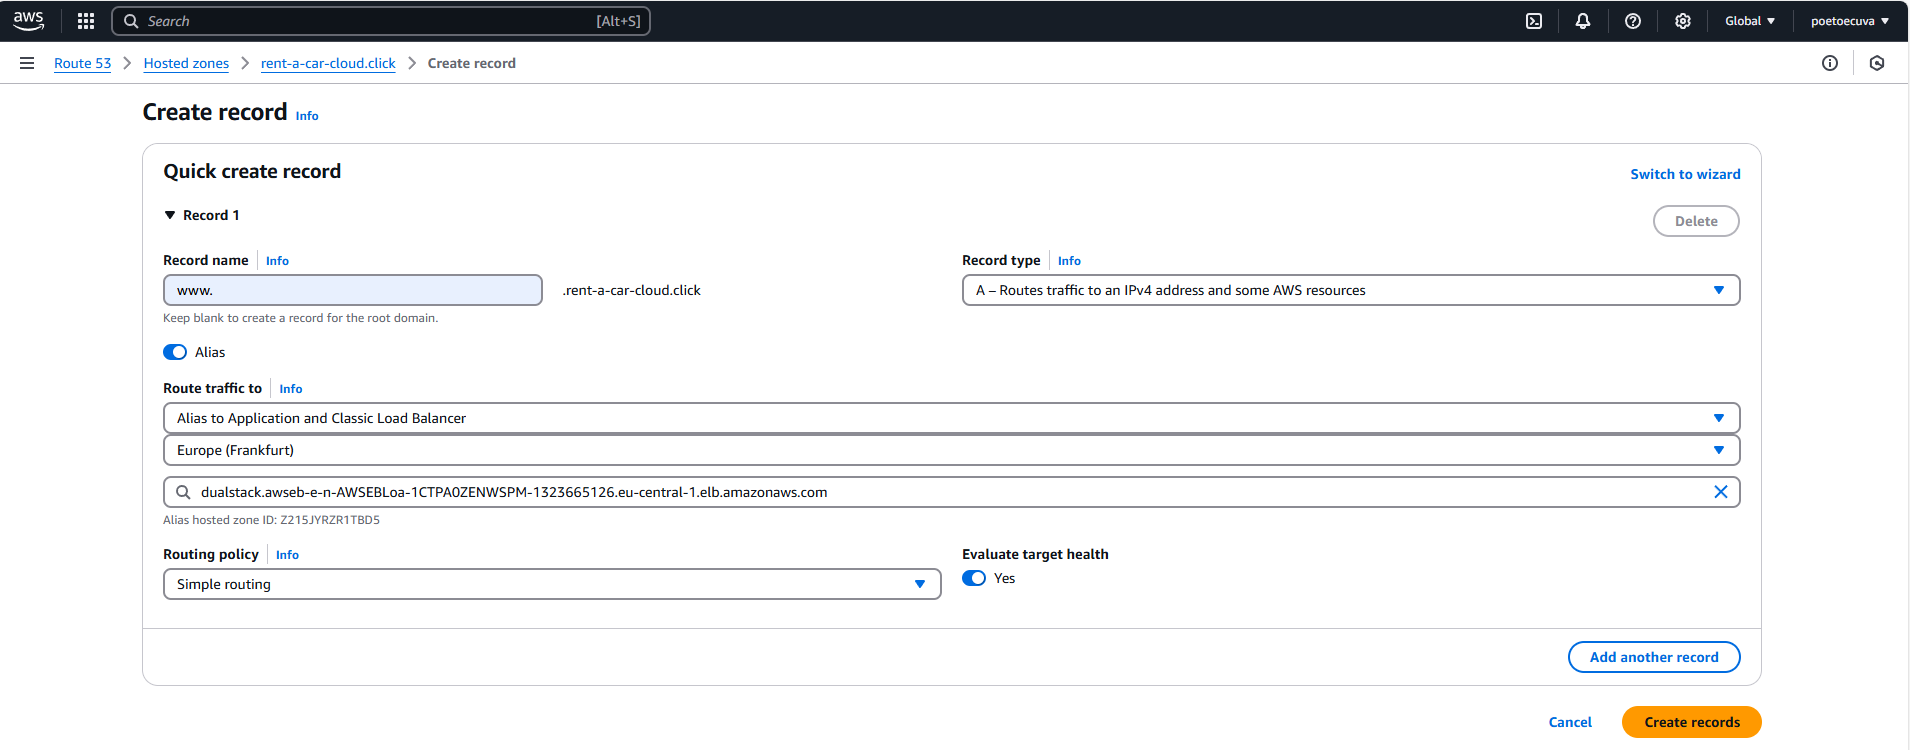 aws
Search [Alt+S]
Global poetoecuva
Route 53 Hosted zones rent-a-car-cloud.click Create record
Create record Info
Quick create record
Switch to wizard
Record 1
Delete
Record name Info
Record type Info
www. .rent-a-car-cloud.click
A – Routes traffic to an IPv4 address and some AWS resources
Keep blank to create a record for the root domain.
Alias
Route traffic to Info
Alias to Application and Classic Load Balancer
Europe (Frankfurt)
dualstack.awseb-e-n-AWSEBLoa-1CTPA0ZENWSPM-1323665126.eu-central-1.elb.amazonaws.com
Alias hosted zone ID: Z215JYRZR1TBD5
Routing policy Info
Evaluate target health
Simple routing
Yes
Add another record
Cancel Create records